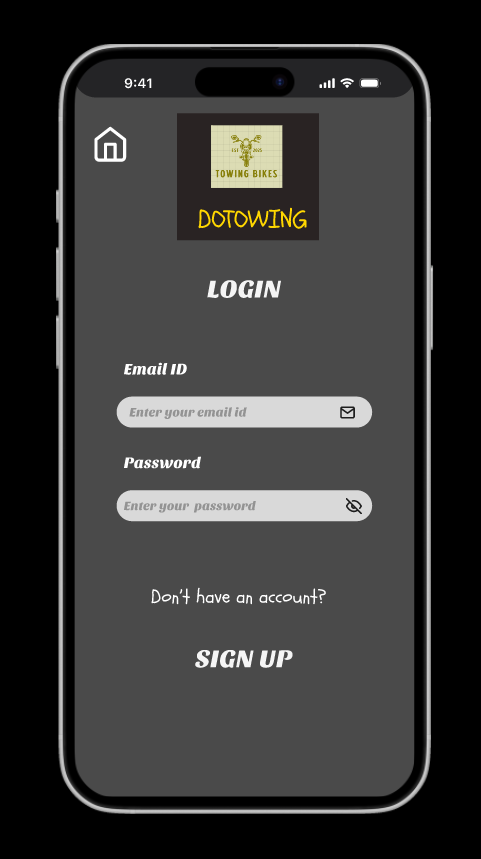 9:41
EST 2025
TOWING BIKES
DOTOWING
LOGIN
Email ID
Enter your email id
Password
Enter your  password
Don't have an account?
SIGN UP